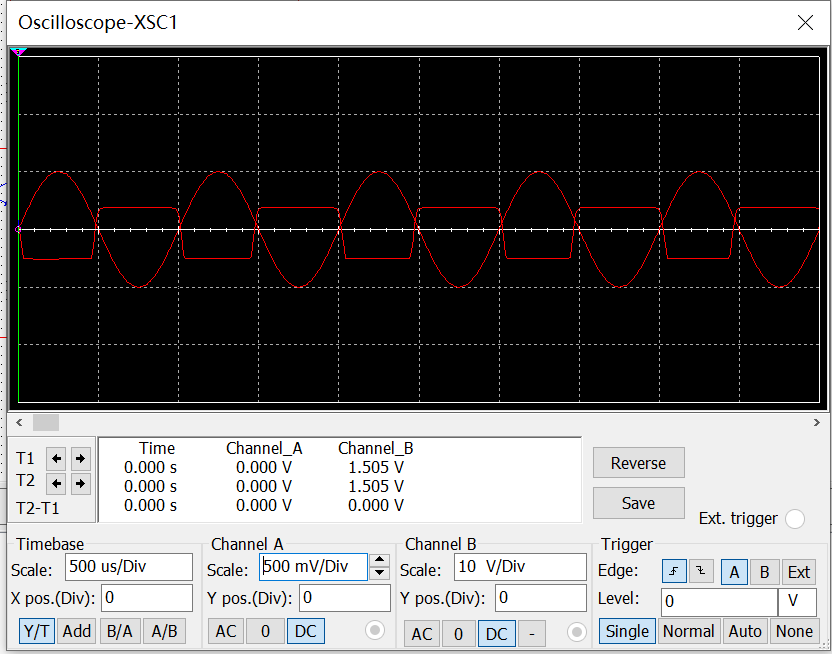 Oscilloscope-XSC1
T1
T2
T2-T1
Time Channel_A Channel_B
0.000 s 0.000 V 1.505 V
0.000 s 0.000 V 1.505 V
0.000 s 0.000 V 0.000 V
Reverse
Save
Ext. trigger
Timebase
Scale: 500 us/Div
X pos.(Div): 0
Y/T Add B/A A/B
Channel A
Scale: 500 mV/Div
Y pos.(Div): 0
AC 0 DC
Channel B
Scale: 10 V/Div
Y pos.(Div): 0
AC 0 DC -
Trigger
Edge: A B Ext
Level: 0 V
Single Normal Auto None